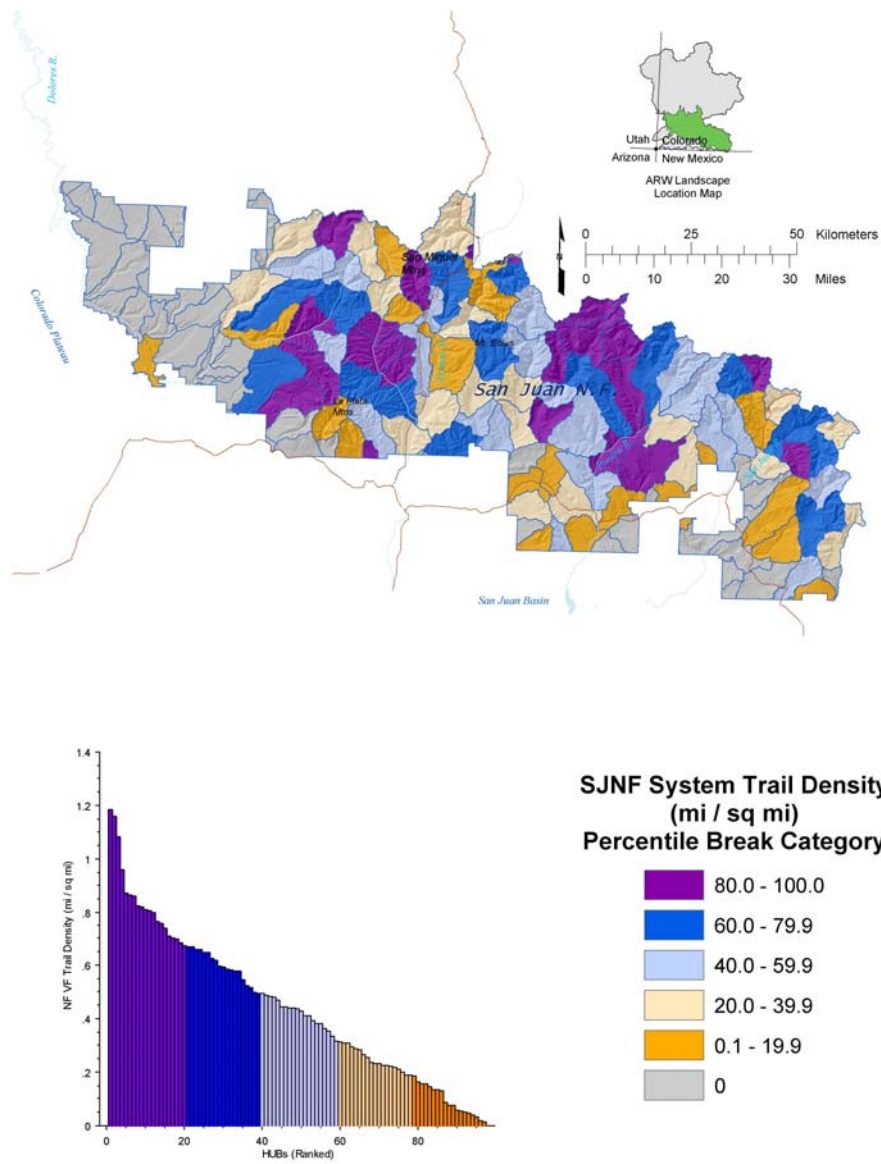 Dolores R.
Utah
Colorado
Arizona
New Mexico
ARW Landscape
Location Map
0 25 50 Kilometers
N
0 10 20 30 Miles
San Miguel
Mtns
Colorado Plateau
Mt. Eolus
San Juan N.F.
La Plata
Mtns
San Juan Basin
1.4
1.2
1
.8
.6
.4
.2
0
NF VF Trail Density (mi / sq mi)
0 20 40 60 80
HUBs (Ranked)
SJNF System Trail Density
(mi / sq mi)
Percentile Break Category
80.0 - 100.0
60.0 - 79.9
40.0 - 59.9
20.0 - 39.9
0.1 - 19.9
0